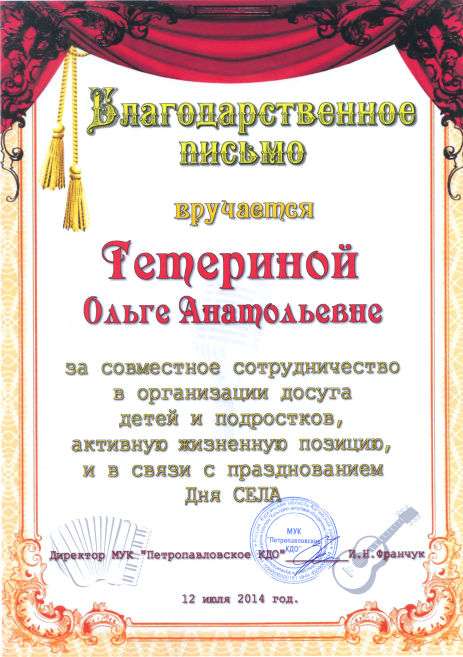 Благодарственное
письмо
вручается
Тетериной
Ольге Анатольевне
за совместное сотрудничество
в организации досуга
детей и подростков,
активную жизненную позицию,
и в связи с празднованием
Дня СЕЛА
МУК
"Петропавловское
КДО"
Директор МУК "Петропавловское КДО" И.Н.Франчук
12 июля 2014 год.